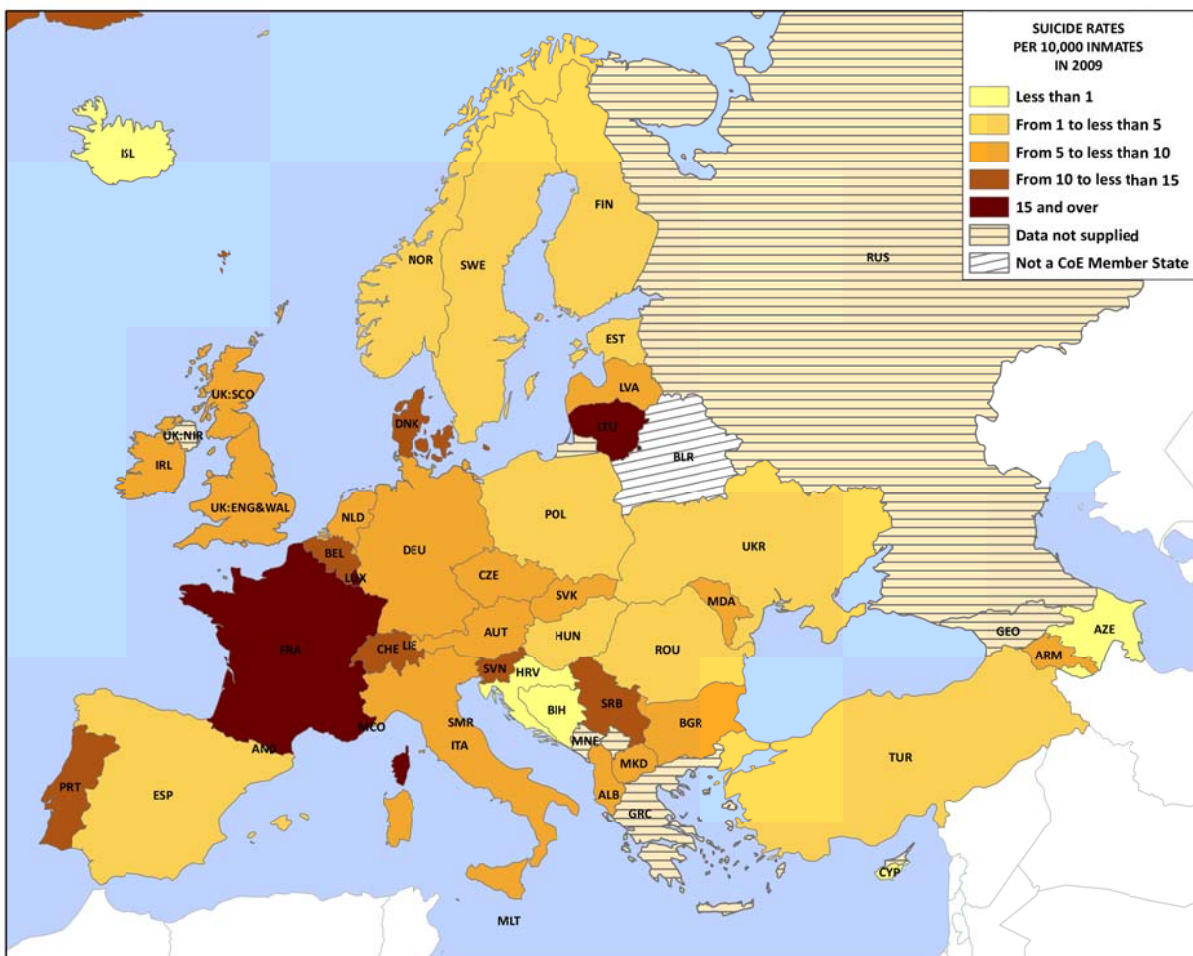 SUICIDE RATES
PER 10,000 INMATES
IN 2009
Less than 1
From 1 to less than 5
From 5 to less than 10
From 10 to less than 15
15 and over
Data not supplied
Not a CoE Member State
ISL
FIN
NOR
SWE
RUS
EST
LVA
LTU
UK:SCO
DNK
UK:NIR
IRL
BLR
UK:ENG&WAL
NLD
POL
DEU
UKR
BEL
LUX
CZE
SVK
MDA
AUT
HUN
FRA
CHE
LIE
ROU
GEO
AZE
ARM
SVN
HRV
BIH
SRB
MCO
SMR
BGR
ITA
MNE
AND
MKD
TUR
PRT
ESP
ALB
GRC
CYP
MLT